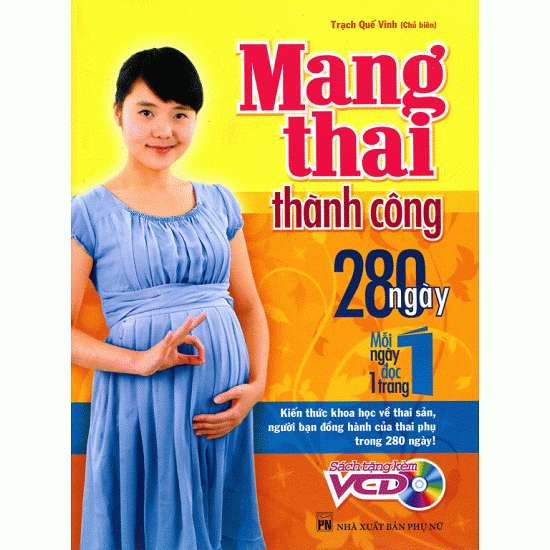 Trạch Quế Vinh (Chủ biên)
Mang
thai
thành công
280 ngày
Mỗi
ngày
đọc
1 trang
1
Kiến thức khoa học về thai sản,
người bạn đồng hành của thai phụ
trong 280 ngày!
Sách tặng kèm
VCD
PN NHÀ XUẤT BẢN PHỤ NỮ